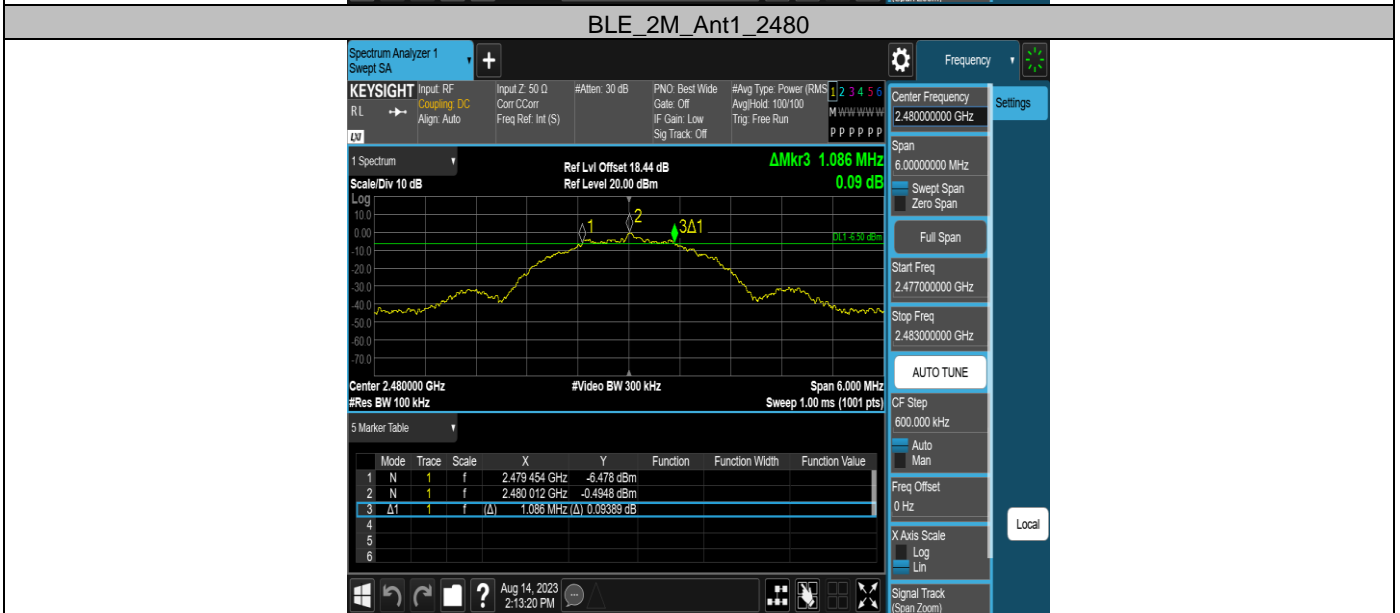 BLE_2M_Ant1_2480
Spectrum Analyzer 1
Swept SA
+
Frequency
KEYSIGHT
RL
LXI
Input: RF
Coupling: DC
Align: Auto
Input Z: 50 Ω
Corr CCorr
Freq Ref: Int (S)
#Atten: 30 dB
PNO: Best Wide
Gate: Off
IF Gain: Low
Sig Track: Off
#Avg Type: Power (RMS
Avg|Hold: 100/100
Trig: Free Run
1 2 3 4 5 6
M W W W W W
P P P P P P
1 Spectrum
Scale/Div 10 dB
Ref Lvl Offset 18.44 dB
Ref Level 20.00 dBm
ΔMkr3 1.086 MHz
0.09 dB
Log
10.0
0.00
-10.0
-20.0
-30.0
-40.0
-50.0
-60.0
-70.0
1
2
3Δ1
DL1 -6.50 dBm
Center 2.480000 GHz
#Res BW 100 kHz
#Video BW 300 kHz
Span 6.000 MHz
Sweep 1.00 ms (1001 pts)
5 Marker Table
Mode Trace Scale X Y Function Function Width Function Value
1 N 1 f 2.479 454 GHz -6.478 dBm
2 N 1 f 2.480 012 GHz -0.4948 dBm
3 Δ1 1 f (Δ) 1.086 MHz (Δ) 0.09389 dB
4
5
6
Aug 14, 2023
2:13:20 PM
Center Frequency
2.480000000 GHz
Settings
Span
6.00000000 MHz
Swept Span
Zero Span
Full Span
Start Freq
2.477000000 GHz
Stop Freq
2.483000000 GHz
AUTO TUNE
CF Step
600.000 kHz
Auto
Man
Freq Offset
0 Hz
X Axis Scale
Log
Lin
Local
Signal Track
(Span Zoom)